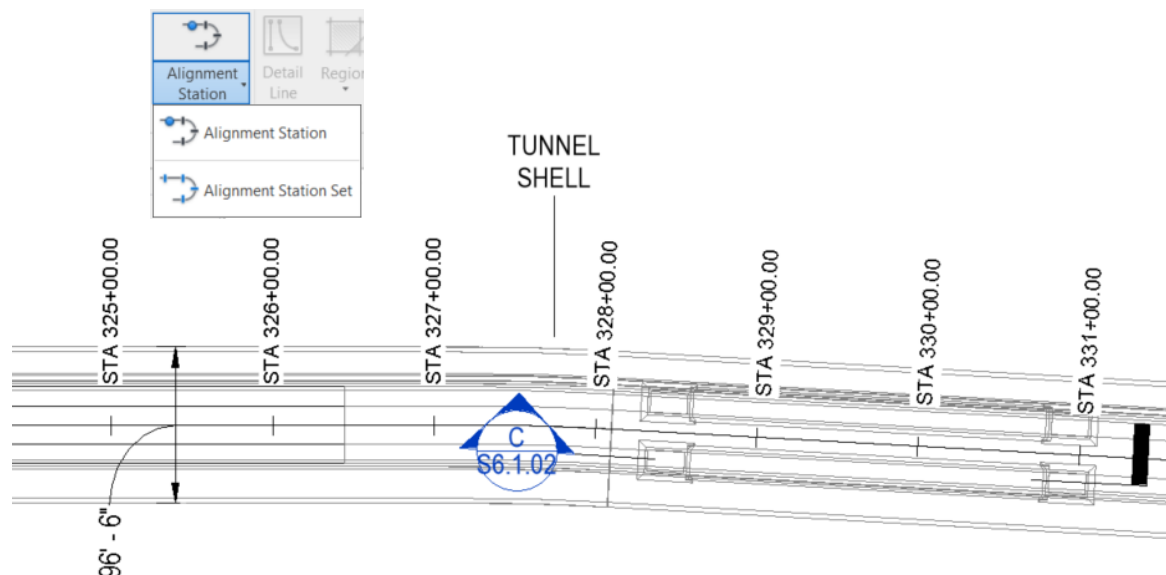 Alignment
Station
Detail
Line
Region
Alignment Station
Alignment Station Set
TUNNEL
SHELL
STA 325+00.00
STA 326+00.00
STA 327+00.00
STA 328+00.00
STA 329+00.00
STA 330+00.00
STA 331+00.00
C
S6.1.02
96' - 6"